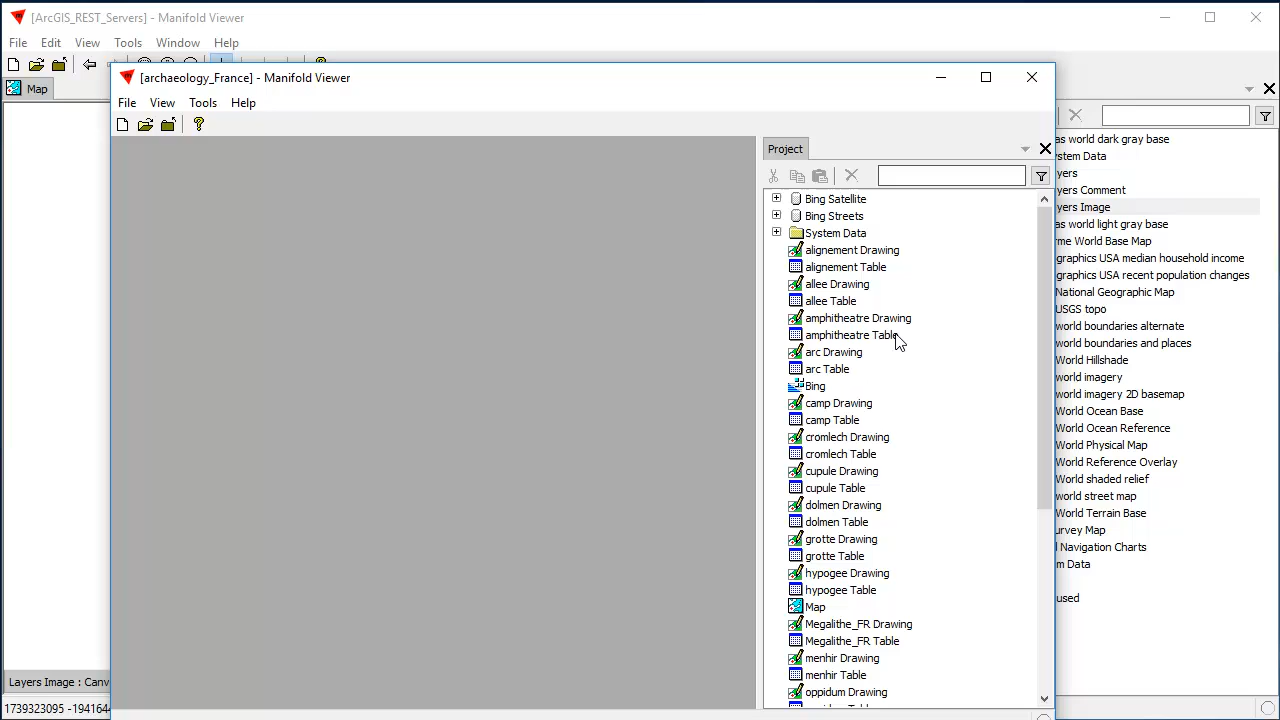 [ArcGIS_REST_Servers] - Manifold Viewer
File Edit View Tools Window Help
Map
[archaeology_France] - Manifold Viewer
File View Tools Help
Project
Bing Satellite
Bing Streets
System Data
alignement Drawing
alignement Table
allee Drawing
allee Table
amphitheatre Drawing
amphitheatre Table
arc Drawing
arc Table
Bing
camp Drawing
camp Table
cromlech Drawing
cromlech Table
cupule Drawing
cupule Table
dolmen Drawing
dolmen Table
grotte Drawing
grotte Table
hypogee Drawing
hypogee Table
Map
Megalithe_FR Drawing
Megalithe_FR Table
menhir Drawing
menhir Table
oppidum Drawing
as world dark gray base
stem Data
yers
yers Comment
yers Image
as world light gray base
me World Base Map
graphics USA median household income
graphics USA recent population changes
National Geographic Map
USGS topo
world boundaries alternate
world boundaries and places
World Hillshade
world imagery
world imagery 2D basemap
World Ocean Base
World Ocean Reference
World Physical Map
World Reference Overlay
World shaded relief
world street map
World Terrain Base
urvey Map
l Navigation Charts
m Data
used
Layers Image : Canv
1739323095 -1941644